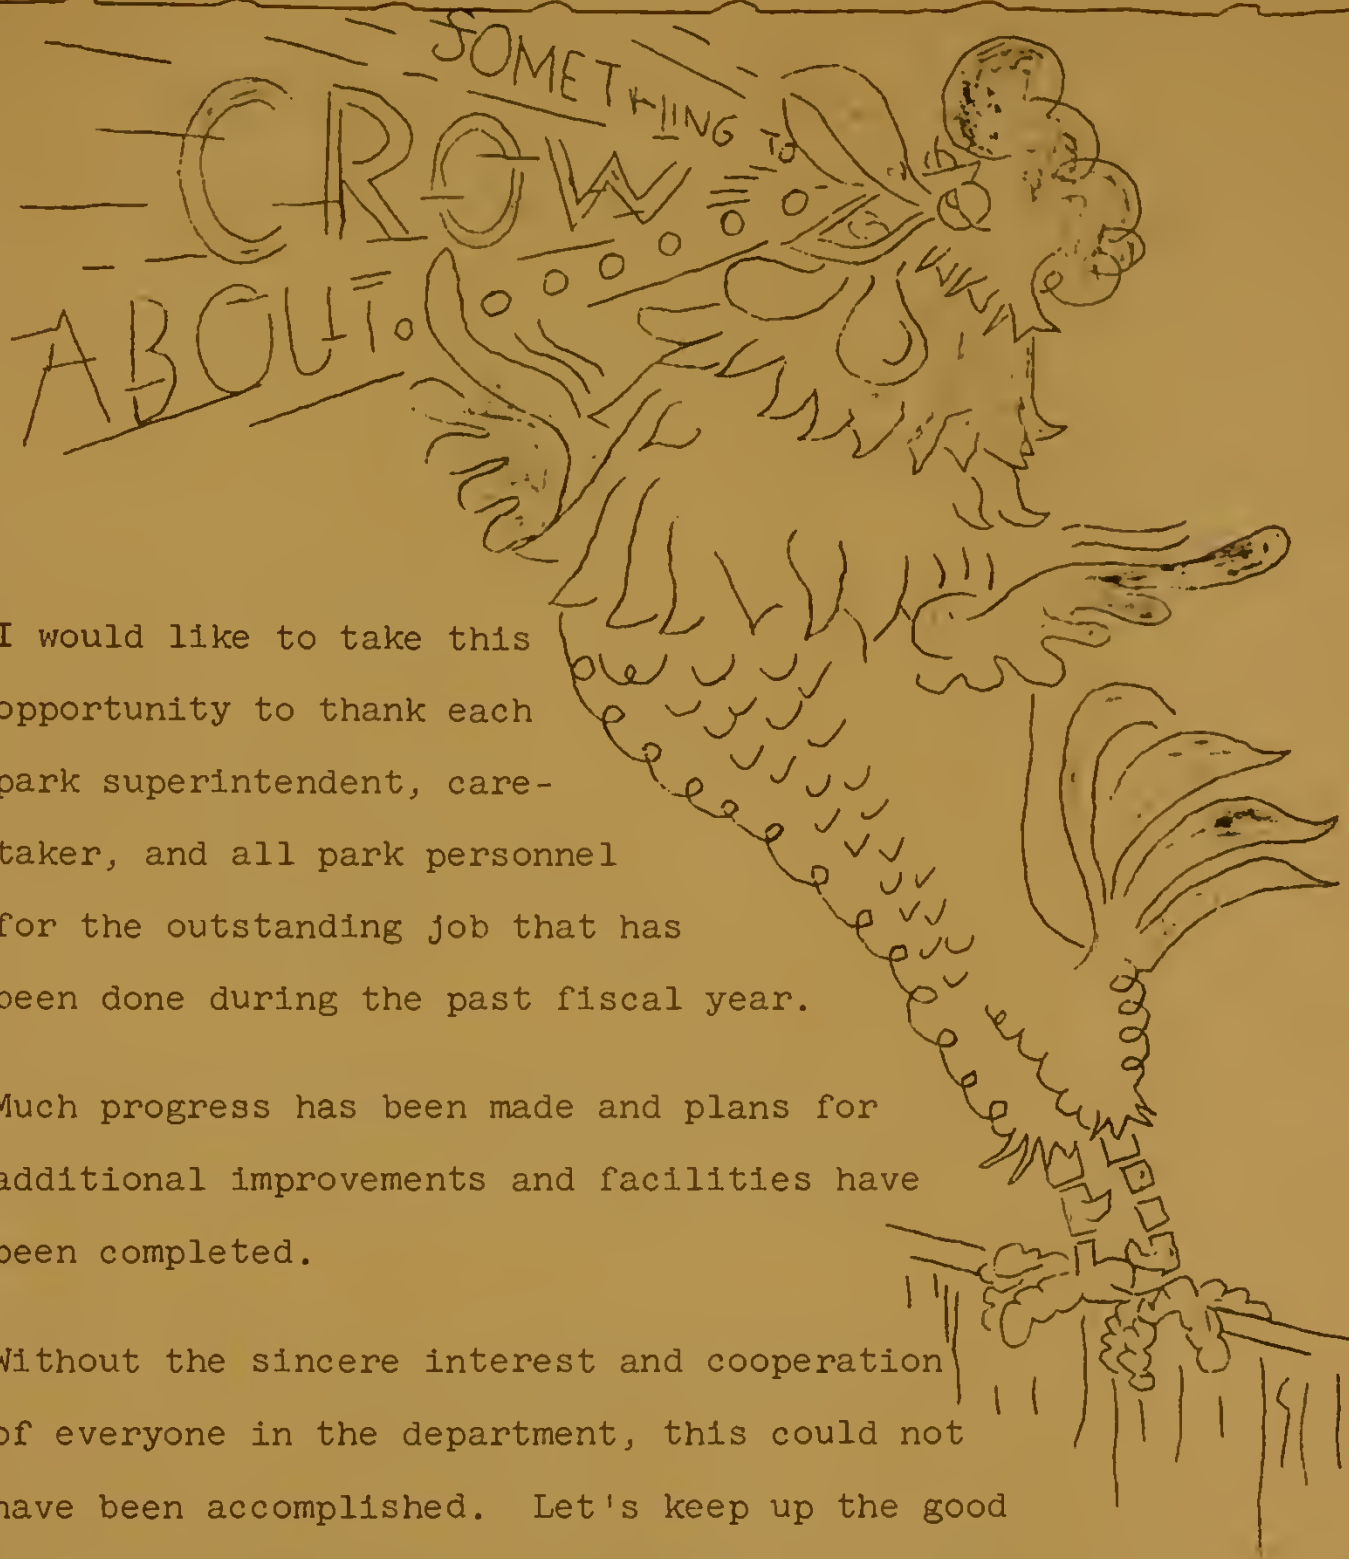 SOMETHING TO
CROW
ABOUT.
I would like to take this
opportunity to thank each
park superintendent, care-
taker, and all park personnel
for the outstanding job that has
been done during the past fiscal year.
Much progress has been made and plans for
additional improvements and facilities have
been completed.
Without the sincere interest and cooperation
of everyone in the department, this could not
have been accomplished. Let's keep up the good